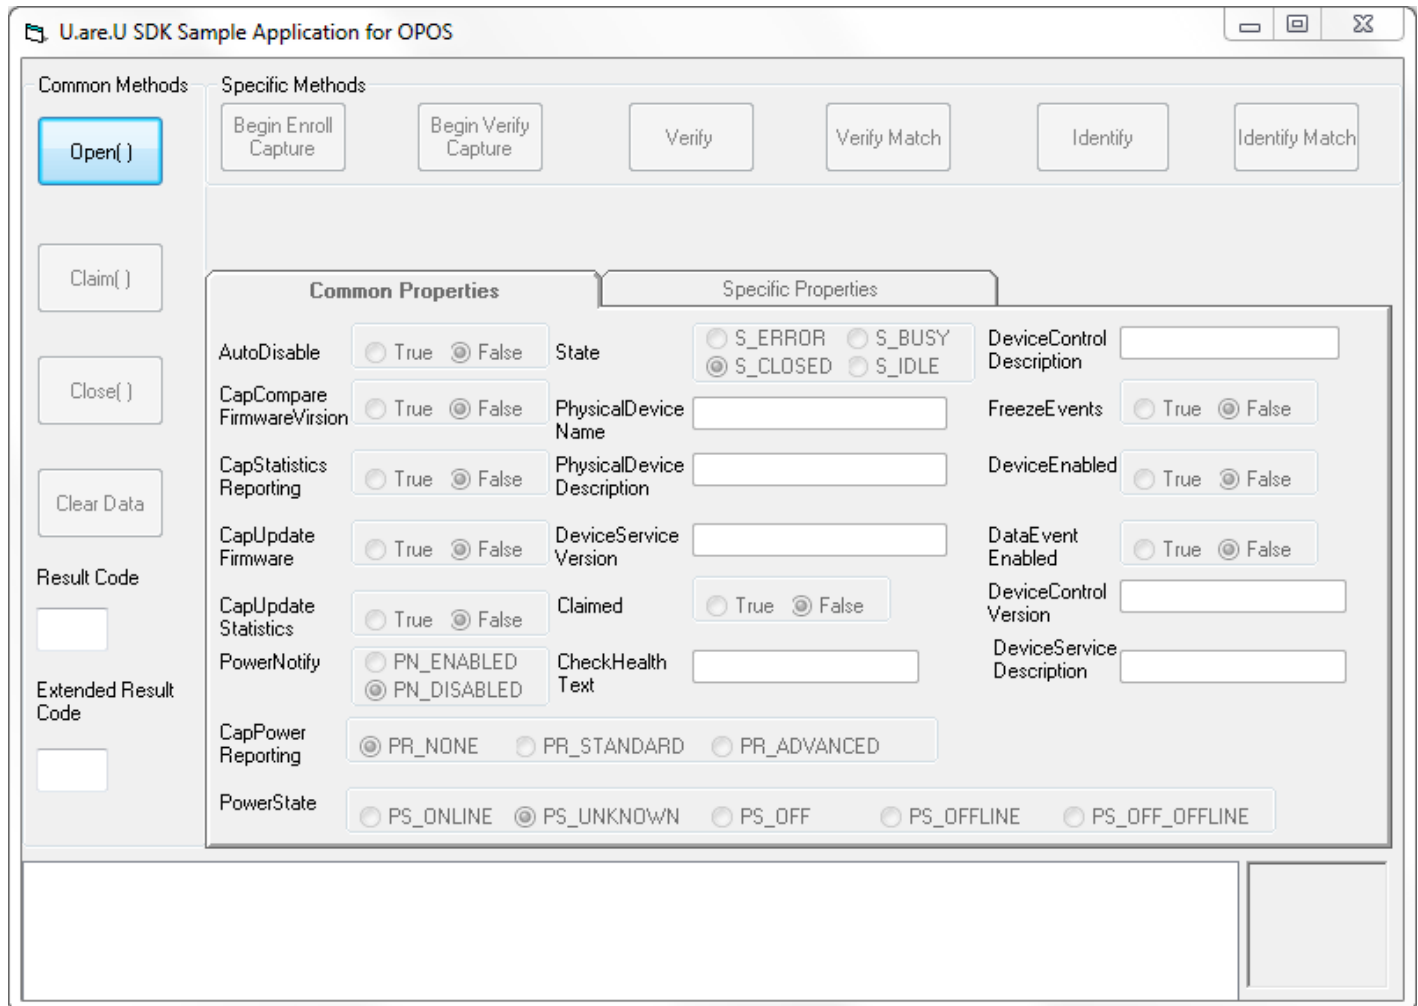 U.are.U SDK Sample Application for OPOS
Common Methods
Specific Methods
Open( )
Begin Enroll
Capture
Begin Verify
Capture
Verify
Verify Match
Identify
Identify Match
Claim( )
Close( )
Clear Data
Result Code
Extended Result
Code
Common Properties
Specific Properties
AutoDisable
True False
State
S_ERROR S_BUSY
S_CLOSED S_IDLE
DeviceControl
Description
CapCompare
FirmwareVirsion
True False
PhysicalDevice
Name
FreezeEvents
True False
CapStatistics
Reporting
True False
PhysicalDevice
Description
DeviceEnabled
True False
CapUpdate
Firmware
True False
DeviceService
Version
DataEvent
Enabled
True False
CapUpdate
Statistics
True False
Claimed
True False
DeviceControl
Version
PowerNotify
PN_ENABLED
PN_DISABLED
CheckHealth
Text
DeviceService
Description
CapPower
Reporting
PR_NONE PR_STANDARD PR_ADVANCED
PowerState
PS_ONLINE PS_UNKNOWN PS_OFF PS_OFFLINE PS_OFF_OFFLINE